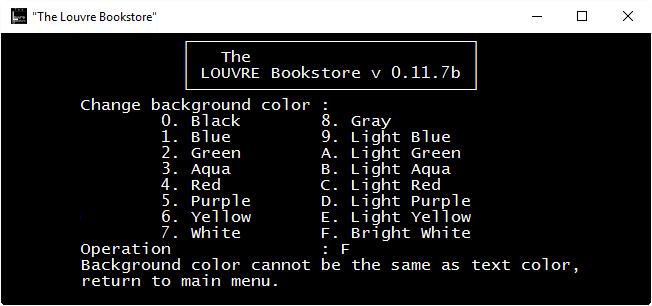 "The Louvre Bookstore"
The
LOUVRE Bookstore v 0.11.7b
Change background color :
0. Black 8. Gray
1. Blue 9. Light Blue
2. Green A. Light Green
3. Aqua B. Light Aqua
4. Red C. Light Red
5. Purple D. Light Purple
6. Yellow E. Light Yellow
7. White F. Bright White
Operation : F
Background color cannot be the same as text color,
return to main menu.